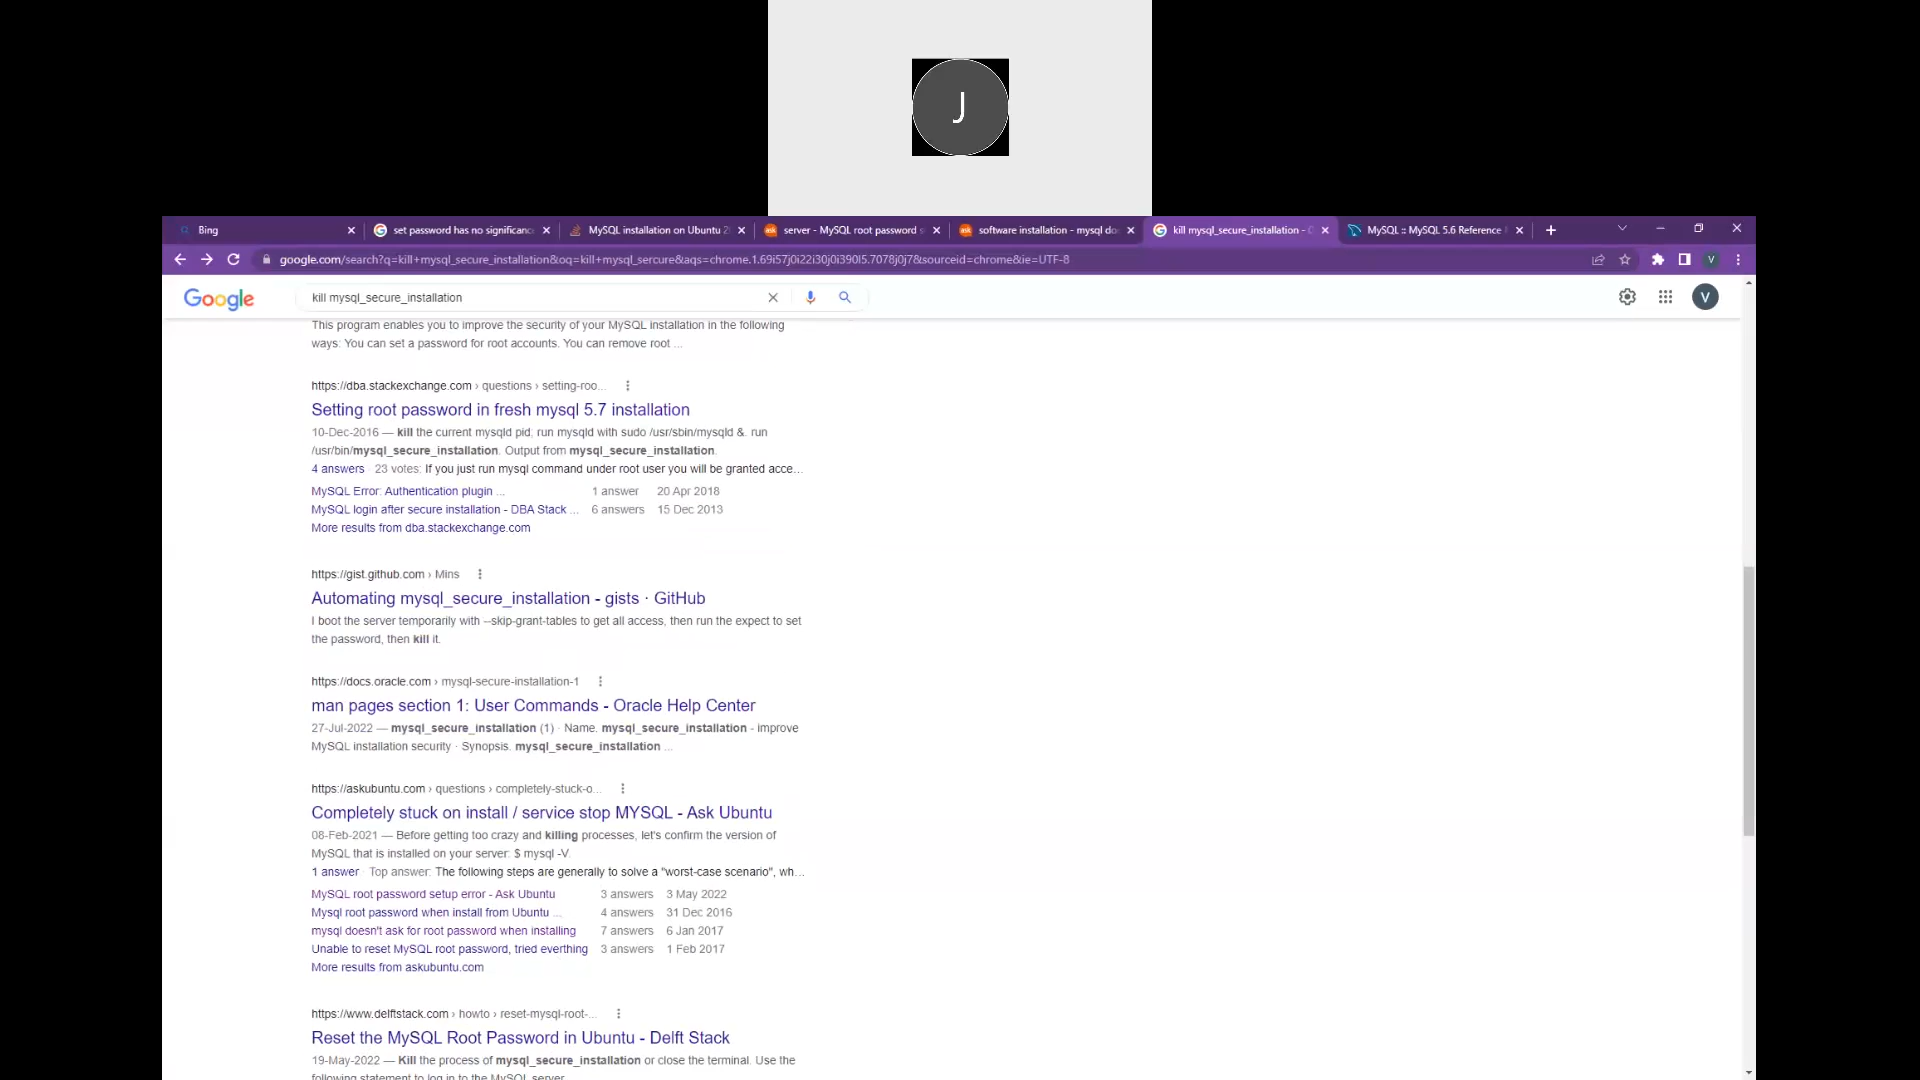 J
Bing
set password has no significanc
MySQL installation on Ubuntu 2
server - MySQL root password s
software installation - mysql do
kill mysql_secure_installation - G
MySQL :: MySQL 5.6 Reference
google.com/search?q=kill+mysql_secure_installation&oq=kill+mysql_sercure&aqs=chrome.1.69i57j0i22i30j0i390l5.7078j0j7&sourceid=chrome&ie=UTF-8
V
Google
kill mysql_secure_installation
V
This program enables you to improve the security of your MySQL installation in the following
ways: You can set a password for root accounts. You can remove root ...
https://dba.stackexchange.com › questions › setting-roo...
Setting root password in fresh mysql 5.7 installation
10-Dec-2016 — kill the current mysqld pid; run mysqld with sudo /usr/sbin/mysqld &. run
/usr/bin/mysql_secure_installation. Output from mysql_secure_installation.
4 answers · 23 votes: If you just run mysql command under root user you will be granted acce...
MySQL Error: Authentication plugin ... 1 answer 20 Apr 2018
MySQL login after secure installation - DBA Stack ... 6 answers 15 Dec 2013
More results from dba.stackexchange.com
https://gist.github.com › Mins
Automating mysql_secure_installation - gists · GitHub
I boot the server temporarily with --skip-grant-tables to get all access, then run the expect to set
the password, then kill it.
https://docs.oracle.com › mysql-secure-installation-1
man pages section 1: User Commands - Oracle Help Center
27-Jul-2022 — mysql_secure_installation (1) · Name. mysql_secure_installation - improve
MySQL installation security · Synopsis. mysql_secure_installation ...
https://askubuntu.com › questions › completely-stuck-o...
Completely stuck on install / service stop MYSQL - Ask Ubuntu
08-Feb-2021 — Before getting too crazy and killing processes, let's confirm the version of
MySQL that is installed on your server: $ mysql -V.
1 answer · Top answer: The following steps are generally to solve a "worst-case scenario", wh...
MySQL root password setup error - Ask Ubuntu 3 answers 3 May 2022
Mysql root password when install from Ubuntu ... 4 answers 31 Dec 2016
mysql doesn't ask for root password when installing 7 answers 6 Jan 2017
Unable to reset MySQL root password, tried everthing 3 answers 1 Feb 2017
More results from askubuntu.com
https://www.delftstack.com › howto › reset-mysql-root-...
Reset the MySQL Root Password in Ubuntu - Delft Stack
19-May-2022 — Kill the process of mysql_secure_installation or close the terminal. Use the
following statement to log in to the MySQL server.